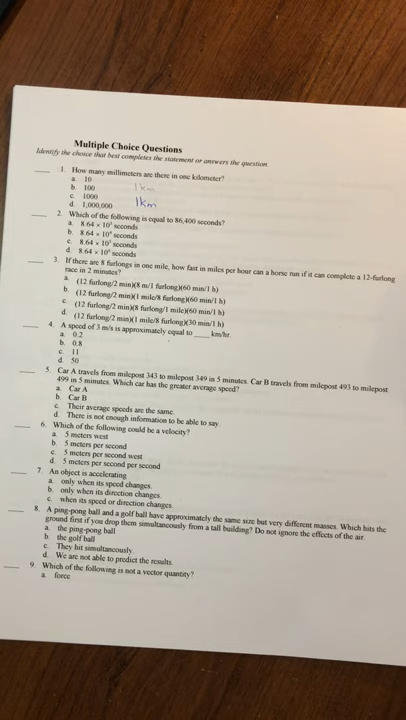 Multiple Choice Questions
Identify the choice that best completes the statement or answers the question.
1. How many millimeters are there in one kilometer?
a. 10
b. 100
1km
c. 1000
1km
d. 1,000,000
2. Which of the following is equal to 86,400 seconds?
a. 8.64 × seconds
b. 8.64 × seconds
c. 8.64 × seconds
d. 8.64 × seconds
3. If there are 8 furlongs in one mile, how fast in miles per hour can a horse run if it can complete a 12-furlong
race in 2 minutes?
a. (12 furlong/2 min)(8 m/1 furlong)(60 min/1 h)
b. (12 furlong/2 min)(1 mile/8 furlong)(60 min/1 h)
c. (12 furlong/2 min)(8 furlong/1 mile)(60 min/1 h)
d. (12 furlong/2 min)(1 mile/8 furlong)(30 min/1 h)
4. A speed of 3 m/s is approximately equal to ____ km/hr.
a. 0.2
b. 0.8
c. 11
d. 50
5. Car A travels from milepost 343 to milepost 349 in 5 minutes. Car B travels from milepost 493 to milepost
499 in 5 minutes. Which car has the greater average speed?
a. Car A
b. Car B
c. Their average speeds are the same.
d. There is not enough information to be able to say.
6. Which of the following could be a velocity?
a. 5 meters west
b. 5 meters per second
c. 5 meters per second west
d. 5 meters per second per second
7. An object is accelerating
a. only when its speed changes.
b. only when its direction changes.
c. when its speed or direction changes.
8. A ping-pong ball and a golf ball have approximately the same size but very different masses. Which hits the
ground first if you drop them simultaneously from a tall building? Do not ignore the effects of the air.
a. the ping-pong ball
b. the golf ball
c. They hit simultaneously.
d. We are not able to predict the results.
9. Which of the following is not a vector quantity?
a. force